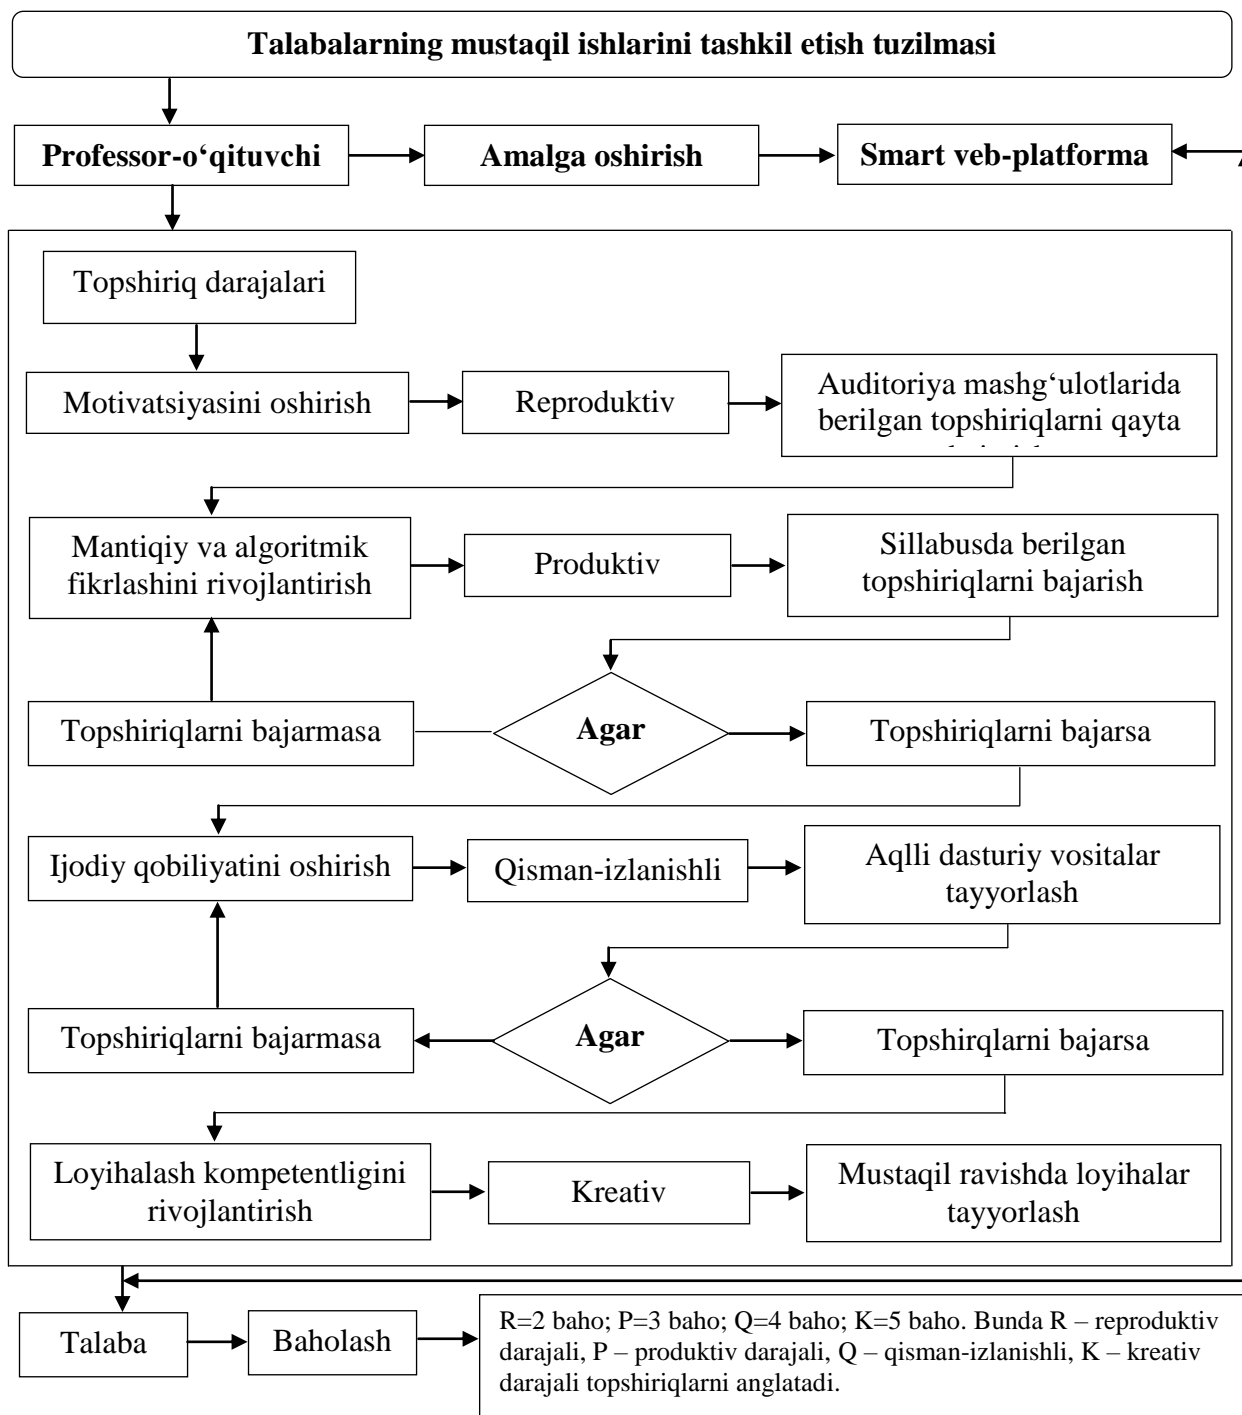 Talabalarning mustaqil ishlarini tashkil etish tuzilmasi
Professor-o‘qituvchi
Amalga oshirish
Smart veb-platforma
Topshiriq darajalari
Motivatsiyasini oshirish
Reproduktiv
Auditoriya mashg‘ulotlarida
berilgan topshiriqlarni qayta
Mantiqiy va algoritmik
fikrlashini rivojlantirish
Produktiv
Sillabusda berilgan
topshiriqlarni bajarish
Topshiriqlarni bajarmasa
Agar
Topshiriqlarni bajarsa
Ijodiy qobiliyatini oshirish
Qisman-izlanishli
Aqlli dasturiy vositalar
tayyorlash
Topshiriqlarni bajarmasa
Agar
Topshirqlarni bajarsa
Loyihalash kompetentligini
rivojlantirish
Kreativ
Mustaqil ravishda loyihalar
tayyorlash
Talaba
Baholash
R=2 baho; P=3 baho; Q=4 baho; K=5 baho. Bunda R – reproduktiv
darajali, P – produktiv darajali, Q – qisman-izlanishli, K – kreativ
darajali topshiriqlarni anglatadi.